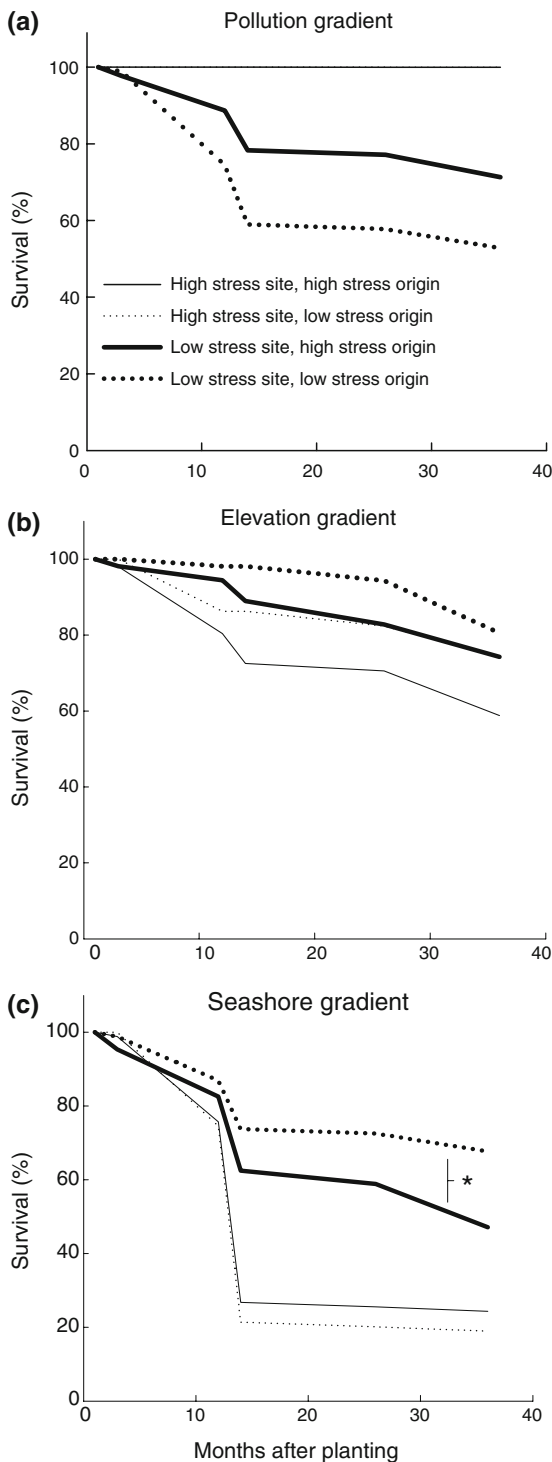 (a) Pollution gradient
100
80
60
40
20
0
Survival (%)
High stress site, high stress origin
High stress site, low stress origin
Low stress site, high stress origin
Low stress site, low stress origin
0 10 20 30 40
(b) Elevation gradient
100
80
60
40
20
0
Survival (%)
0 10 20 30 40
(c) Seashore gradient
100
80
60
40
20
0
Survival (%)
*
0 10 20 30 40
Months after planting